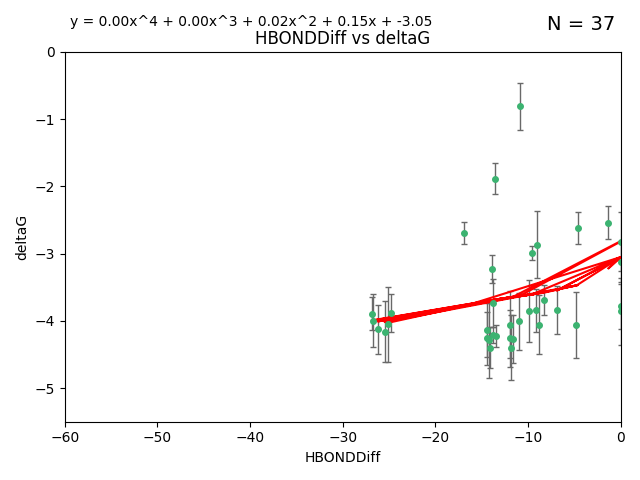 y = 0.00x^4 + 0.00x^3 + 0.02x^2 + 0.15x + -3.05
N = 37
HBONDDiff vs deltaG
0
−1
−2
−3
−4
−5
deltaG
−60 −50 −40 −30 −20 −10 0
HBONDDiff